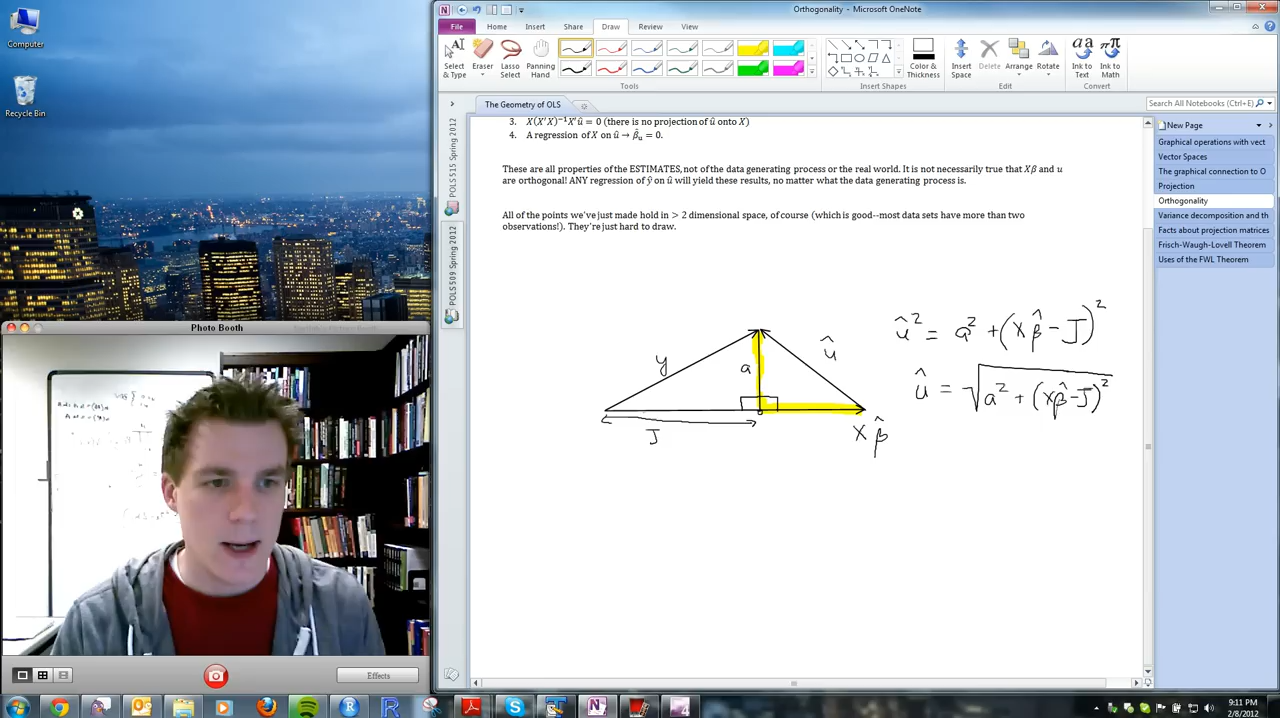 Computer
Recycle Bin
Orthogonality - Microsoft OneNote
File Home Insert Share Draw Review View
Select & Type
Eraser
Lasso Select
Panning Hand
Color & Thickness
Insert Space
Delete
Arrange
Rotate
Ink to Text
Ink to Math
Tools
Insert Shapes
Edit
Convert
The Geometry of OLS
Search All Notebooks (Ctrl+E)
POLS 515 Spring 2012
POLS 509 Spring 2012
New Page
Graphical operations with vect
Vector Spaces
The graphical connection to O
Projection
Orthogonality
Variance decomposition and th
Facts about projection matrices
Frisch-Waugh-Lovell Theorem
Uses of the FWL Theorem
3. X(X'X)⁻¹X'û = 0 (there is no projection of û onto X)
4. A regression of X on û → β̂ᵤ = 0.
These are all properties of the ESTIMATES, not of the data generating process or the real world. It is not necessarily true that Xβ and u
are orthogonal! ANY regression of ŷ on û will yield these results, no matter what the data generating process is.
All of the points we've just made hold in > 2 dimensional space, of course (which is good--most data sets have more than two
observations!). They're just hard to draw.
y
a
û
J
X β̂
û² = a² + (Xβ̂ - J)²
û = √(a² + (xβ̂ - J)²)
Photo Booth
Effects
9:11 PM
2/8/2012